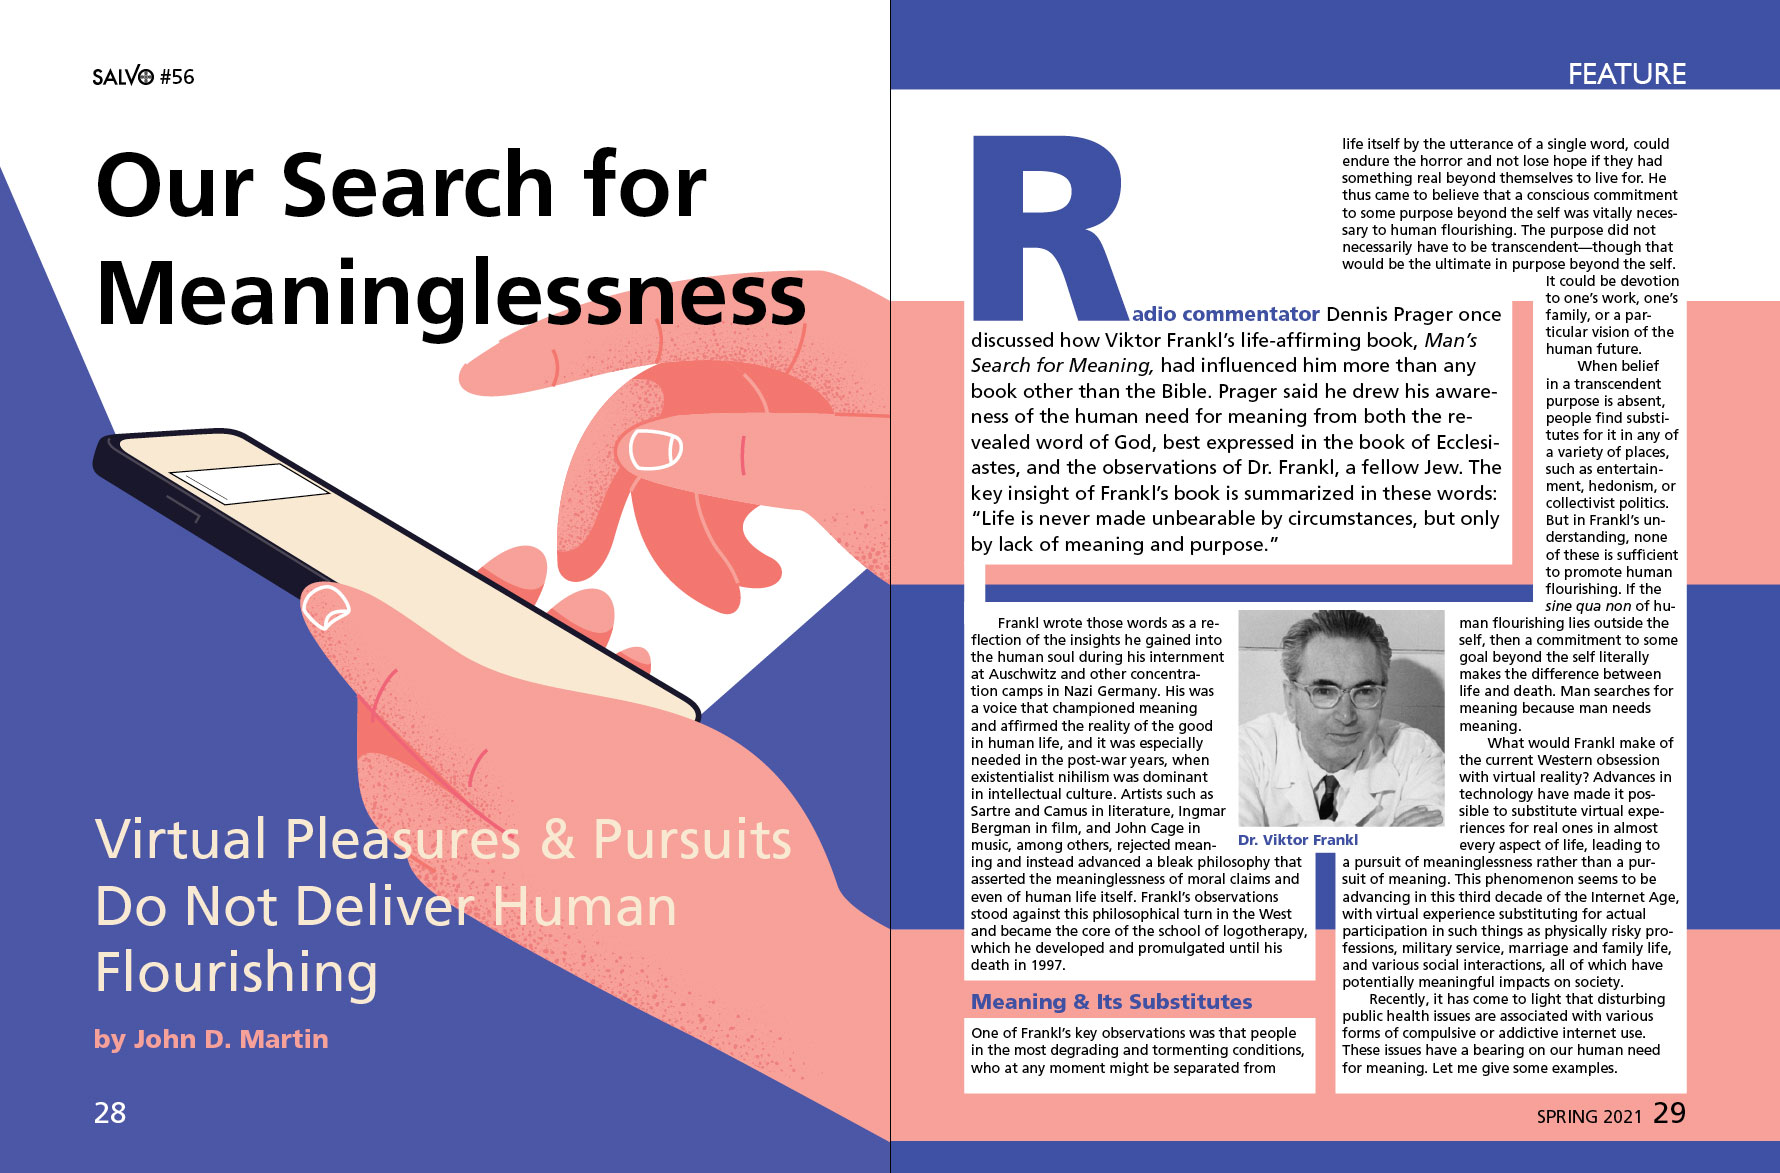 SALVO #56
Our Search for
Meaninglessness
Virtual Pleasures & Pursuits
Do Not Deliver Human
Flourishing
by John D. Martin
28
FEATURE
Radio commentator Dennis Prager once
discussed how Viktor Frankl’s life-affirming book, Man’s
Search for Meaning, had influenced him more than any
book other than the Bible. Prager said he drew his aware-
ness of the human need for meaning from both the re-
vealed word of God, best expressed in the book of Ecclesi-
astes, and the observations of Dr. Frankl, a fellow Jew. The
key insight of Frankl’s book is summarized in these words:
“Life is never made unbearable by circumstances, but only
by lack of meaning and purpose.”
Frankl wrote those words as a re-
flection of the insights he gained into
the human soul during his internment
at Auschwitz and other concentra-
tion camps in Nazi Germany. His was
a voice that championed meaning
and affirmed the reality of the good
in human life, and it was especially
needed in the post-war years, when
existentialist nihilism was dominant
in intellectual culture. Artists such as
Sartre and Camus in literature, Ingmar
Bergman in film, and John Cage in
music, among others, rejected mean-
ing and instead advanced a bleak philosophy that
asserted the meaninglessness of moral claims and
even of human life itself. Frankl’s observations
stood against this philosophical turn in the West
and became the core of the school of logotherapy,
which he developed and promulgated until his
death in 1997.
Meaning & Its Substitutes
One of Frankl’s key observations was that people
in the most degrading and tormenting conditions,
who at any moment might be separated from
Dr. Viktor Frankl
life itself by the utterance of a single word, could
endure the horror and not lose hope if they had
something real beyond themselves to live for. He
thus came to believe that a conscious commitment
to some purpose beyond the self was vitally neces-
sary to human flourishing. The purpose did not
necessarily have to be transcendent—though that
would be the ultimate in purpose beyond the self.
It could be devotion
to one’s work, one’s
family, or a par-
ticular vision of the
human future.
When belief
in a transcendent
purpose is absent,
people find substi-
tutes for it in any of
a variety of places,
such as entertain-
ment, hedonism, or
collectivist politics.
But in Frankl’s un-
derstanding, none
of these is sufficient
to promote human
flourishing. If the
sine qua non of hu-
man flourishing lies outside the
self, then a commitment to some
goal beyond the self literally
makes the difference between
life and death. Man searches for
meaning because man needs
meaning.
What would Frankl make of
the current Western obsession
with virtual reality? Advances in
technology have made it pos-
sible to substitute virtual expe-
riences for real ones in almost
every aspect of life, leading to
a pursuit of meaninglessness rather than a pur-
suit of meaning. This phenomenon seems to be
advancing in this third decade of the Internet Age,
with virtual experience substituting for actual
participation in such things as physically risky pro-
fessions, military service, marriage and family life,
and various social interactions, all of which have
potentially meaningful impacts on society.
Recently, it has come to light that disturbing
public health issues are associated with various
forms of compulsive or addictive internet use.
These issues have a bearing on our human need
for meaning. Let me give some examples.
SPRING 2021 29